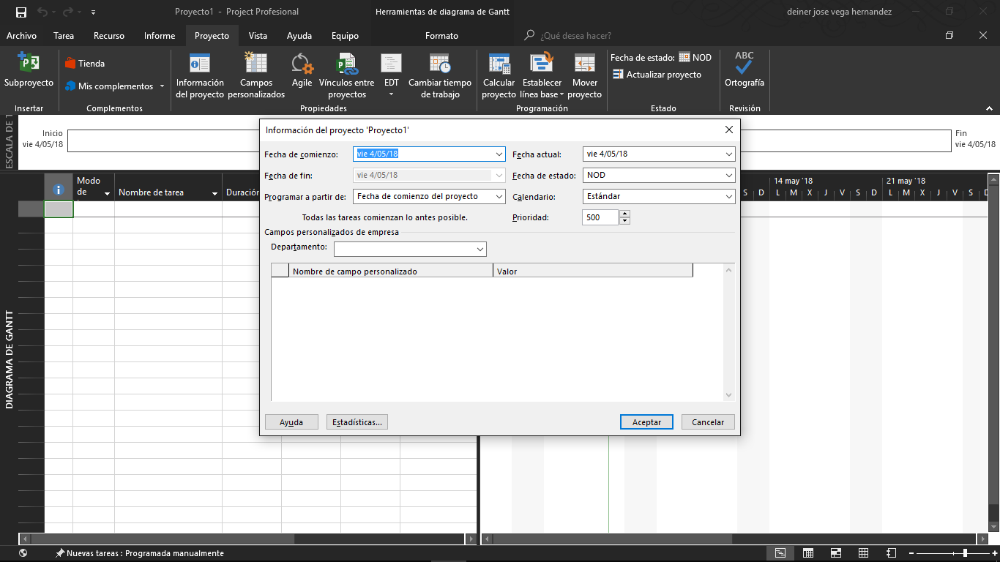 Proyecto1 - Project Profesional
Herramientas de diagrama de Gantt
deiner jose vega hernandez
Archivo Tarea Recurso Informe Proyecto Vista Ayuda Equipo Formato ¿Qué desea hacer?
Subproyecto
Insertar
Tienda
Mis complementos
Complementos
Información del proyecto
Campos personalizados
Agile
Vínculos entre proyectos
EDT
Cambiar tiempo de trabajo
Propiedades
Calcular proyecto
Establecer línea base
Mover proyecto
Programación
Fecha de estado: NOD
Actualizar proyecto
Estado
ABC
Ortografía
Revisión
ESCALA DE T
Inicio
vie 4/05/18
Fin
vie 4/05/18
Información del proyecto 'Proyecto1'
Fecha de comienzo: vie 4/05/18 Fecha actual: vie 4/05/18
Fecha de fin: vie 4/05/18 Fecha de estado: NOD
Programar a partir de: Fecha de comienzo del proyecto Calendario: Estándar
Todas las tareas comienzan lo antes posible. Prioridad: 500
Campos personalizados de empresa
Departamento:
Nombre de campo personalizado Valor
Ayuda Estadísticas... Aceptar Cancelar
Modo de
Nombre de tarea
Duración
14 may '18 21 may '18
S D L M X J V S D L M X J V S D
DIAGRAMA DE GANTT
Nuevas tareas : Programada manualmente